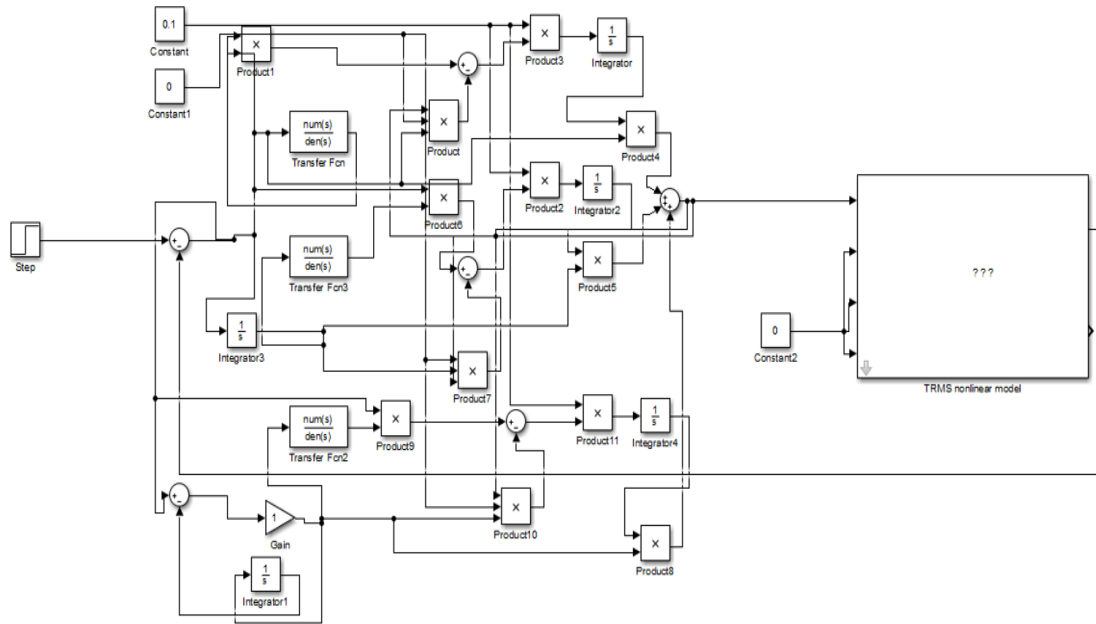 0.1
Constant
0
Constant1
×
Product1
×
Product3
1
s
Integrator
num(s)
den(s)
Transfer Fcn
×
Product
×
Product4
×
Product2
1
s
Integrator2
×
Product6
Step
num(s)
den(s)
Transfer Fcn3
×
Product5
???
1
s
Integrator3
0
Constant2
×
Product7
TRMS nonlinear model
num(s)
den(s)
Transfer Fcn2
×
Product9
×
Product11
1
s
Integrator4
1
Gain
×
Product10
×
Product8
1
s
Integrator1